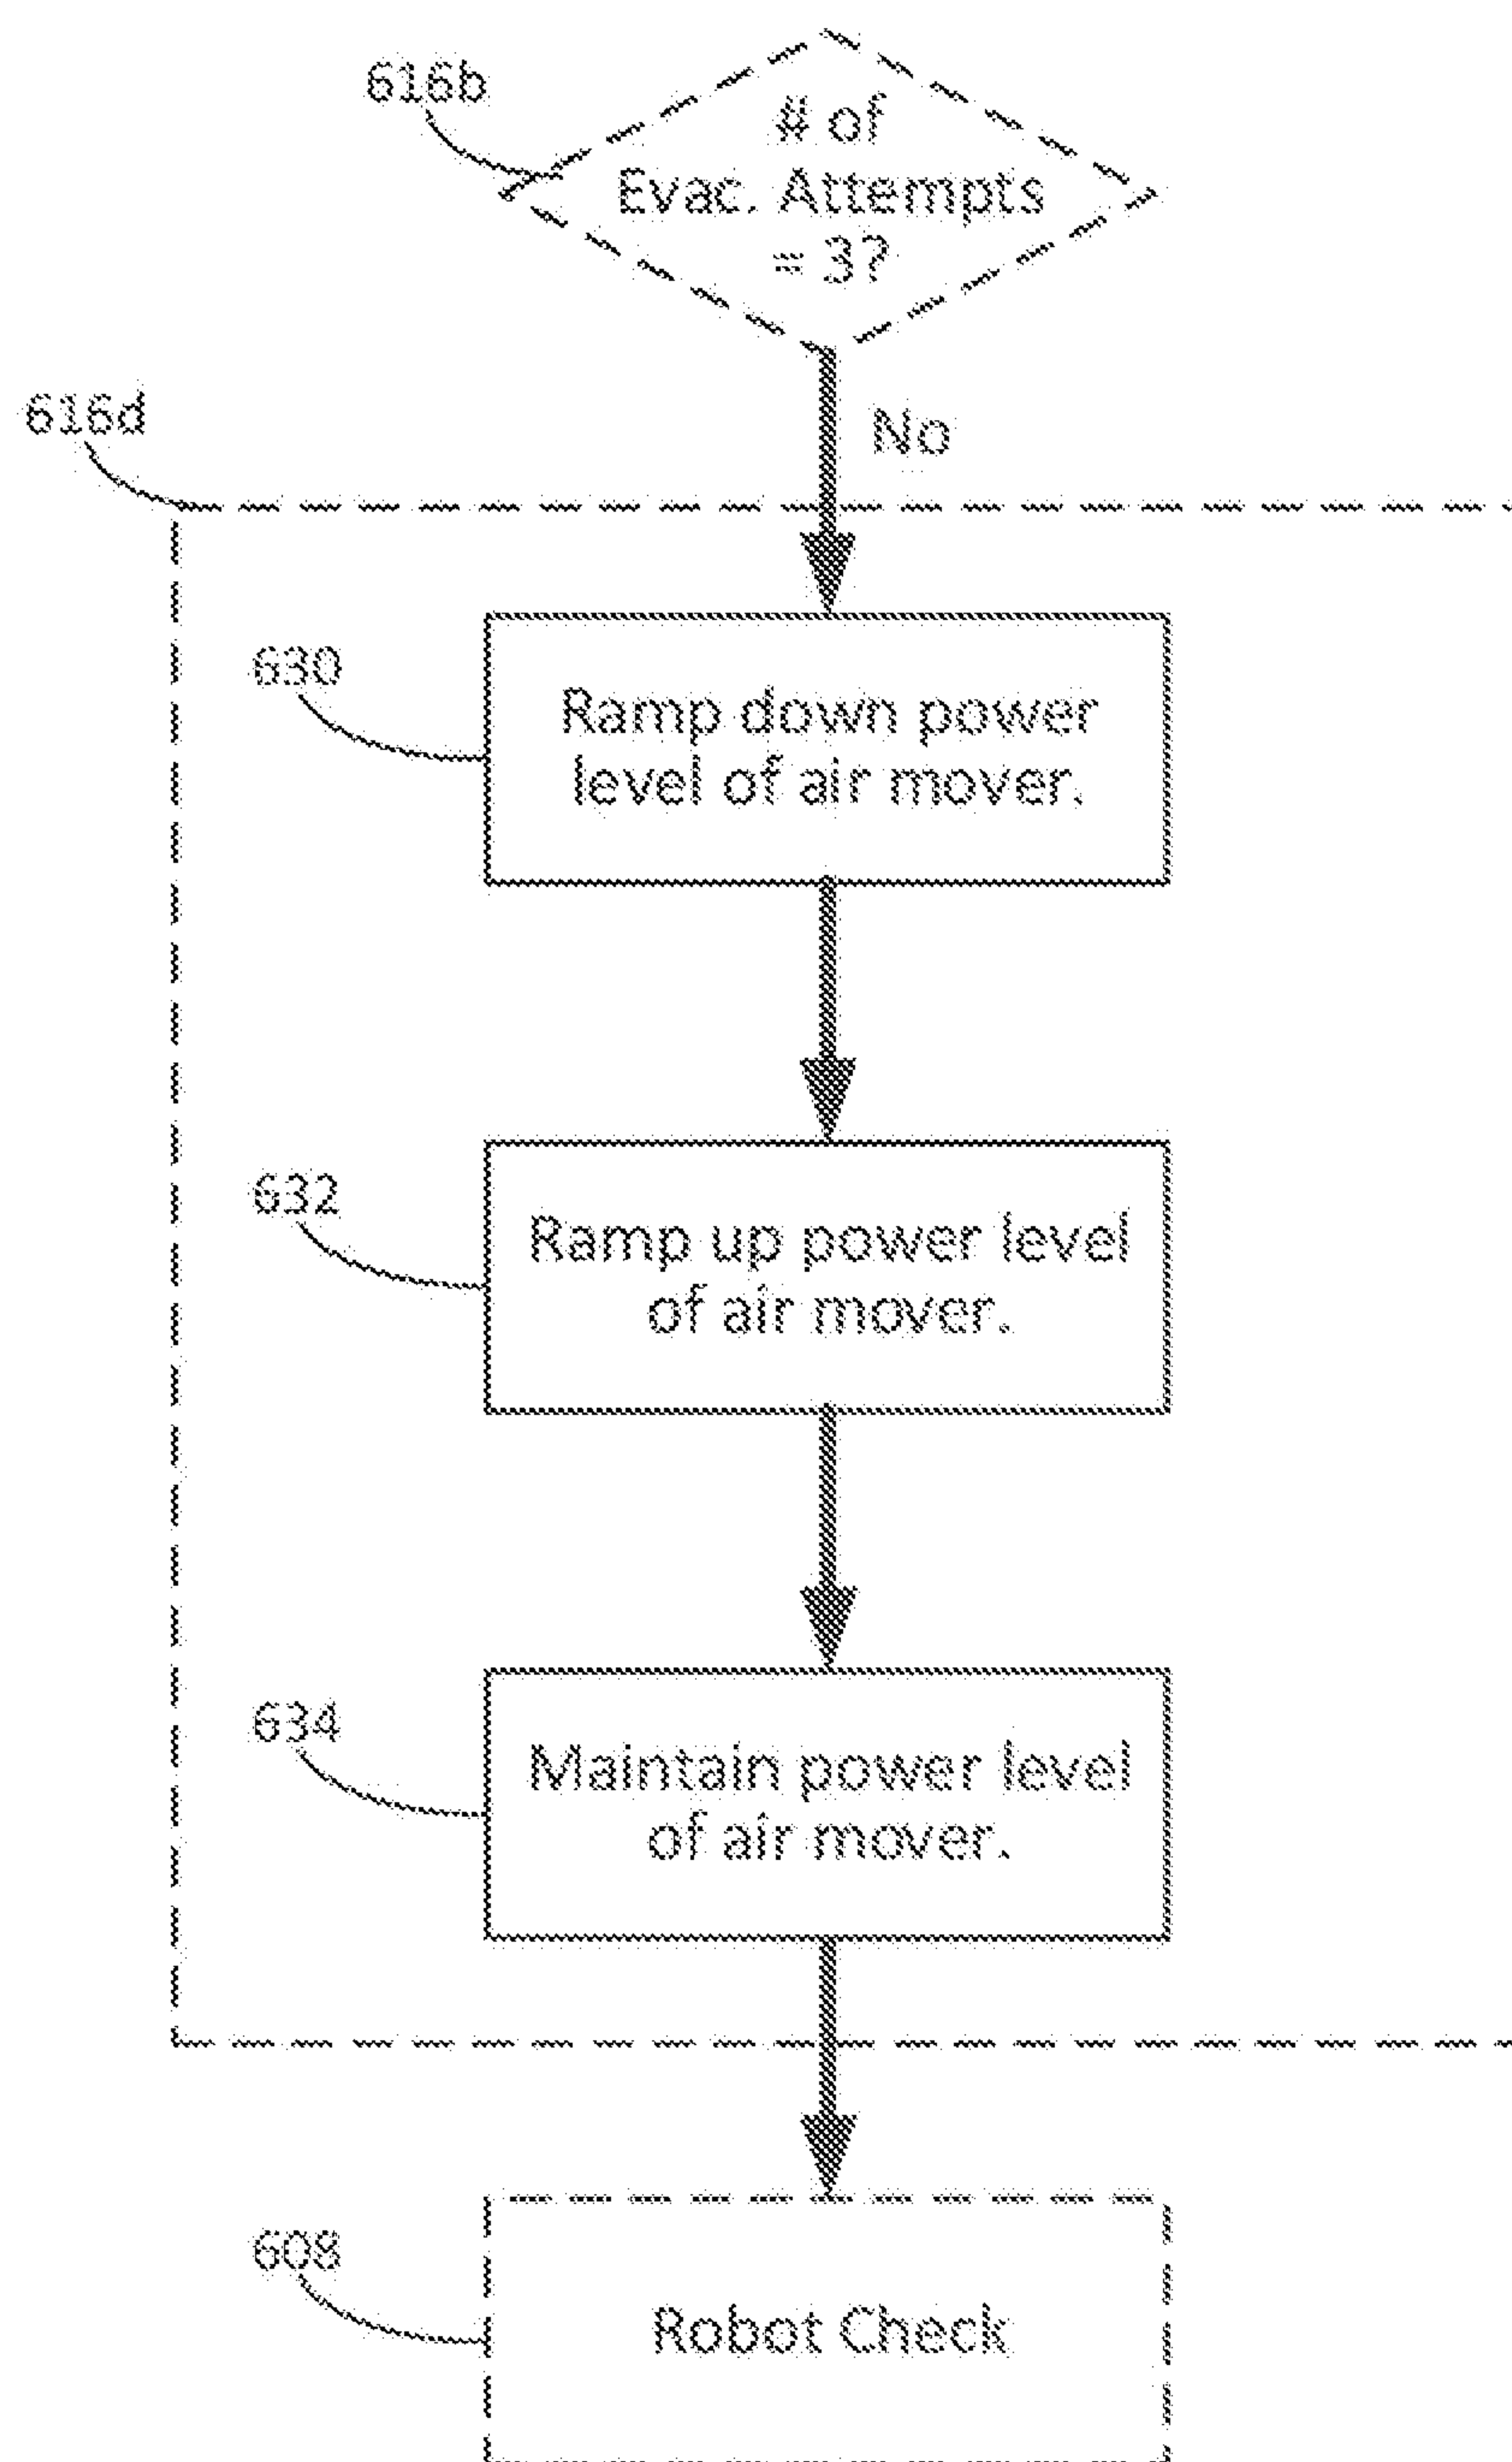 616b
# of
Evac. Attempts
= 3?
616d
No
630
Ramp down power
level of air mover.
632
Ramp up power level
of air mover.
634
Maintain power level
of air mover.
608
Robot Check